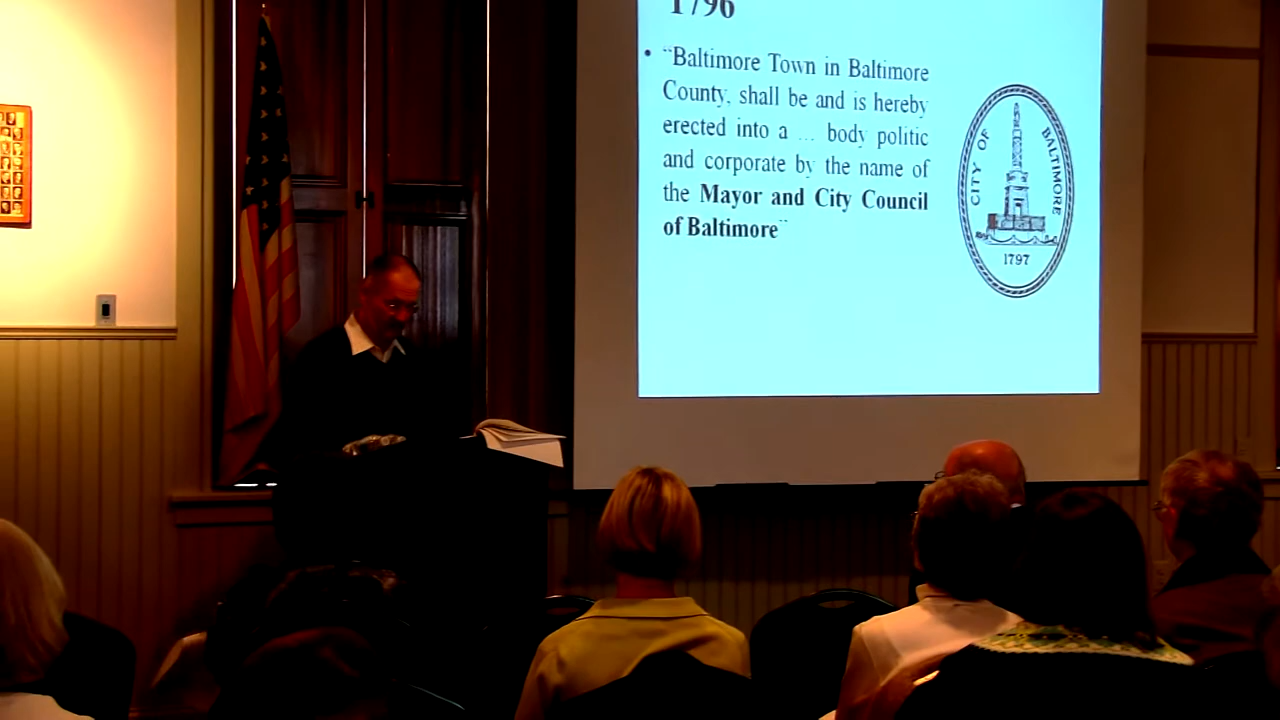 1796
• “Baltimore Town in Baltimore
County, shall be and is hereby
erected into a ... body politic
and corporate by the name of
the Mayor and City Council
of Baltimore”
CITY OF BALTIMORE
1797